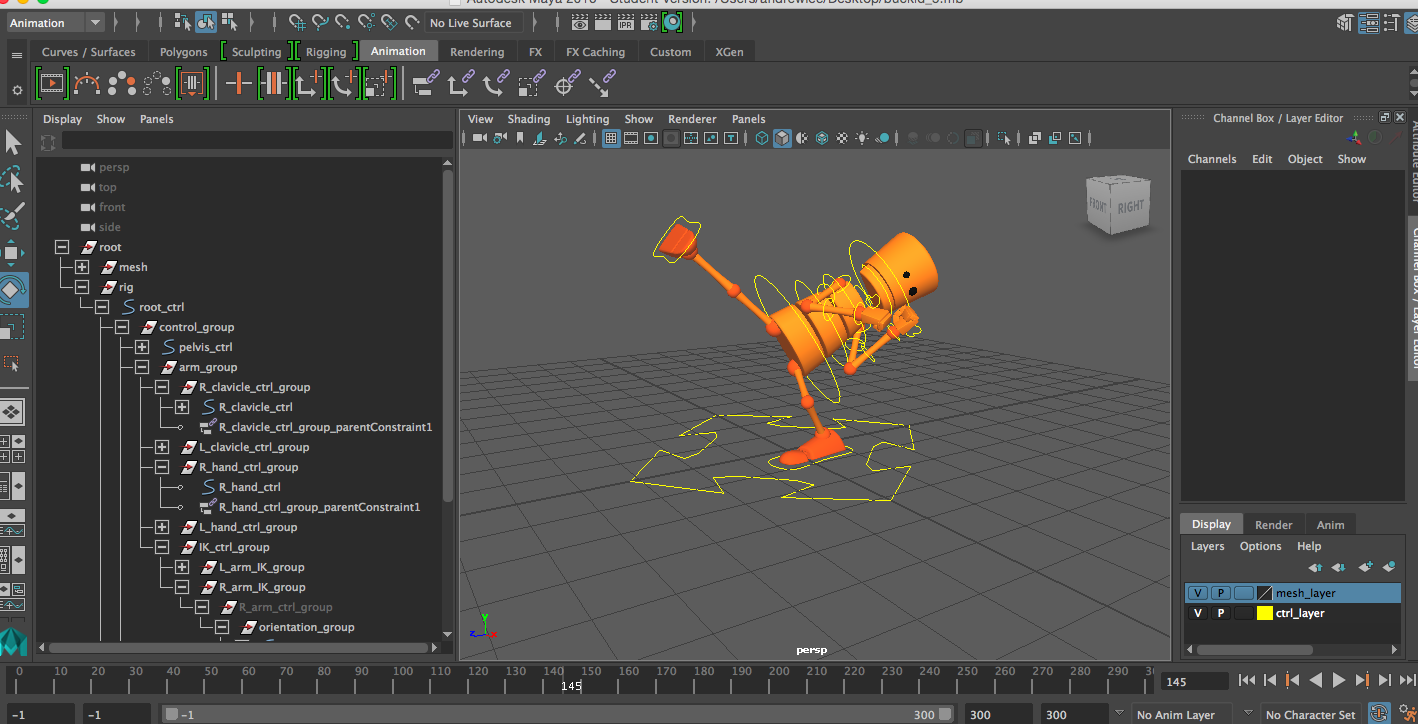 Animation
No Live Surface
IPR
Curves / Surfaces Polygons Sculpting Rigging Animation Rendering FX FX Caching Custom XGen
Display Show Panels
View Shading Lighting Show Renderer Panels
Channel Box / Layer Editor
Channels Edit Object Show
persp
top
front
side
root
mesh
rig
root_ctrl
control_group
pelvis_ctrl
arm_group
R_clavicle_ctrl_group
R_clavicle_ctrl
R_clavicle_ctrl_group_parentConstraint1
L_clavicle_ctrl_group
R_hand_ctrl_group
R_hand_ctrl
R_hand_ctrl_group_parentConstraint1
L_hand_ctrl_group
IK_ctrl_group
L_arm_IK_group
R_arm_IK_group
R_arm_ctrl_group
orientation_group
FRONT RIGHT
y
z x
persp
Display Render Anim
Layers Options Help
V P mesh_layer
V P ctrl_layer
0 10 20 30 40 50 60 70 80 90 100 110 120 130 140 150 160 170 180 190 200 210 220 230 240 250 260 270 280 290
145
145
-1 -1 -1 300 300 300 No Anim Layer No Character Set